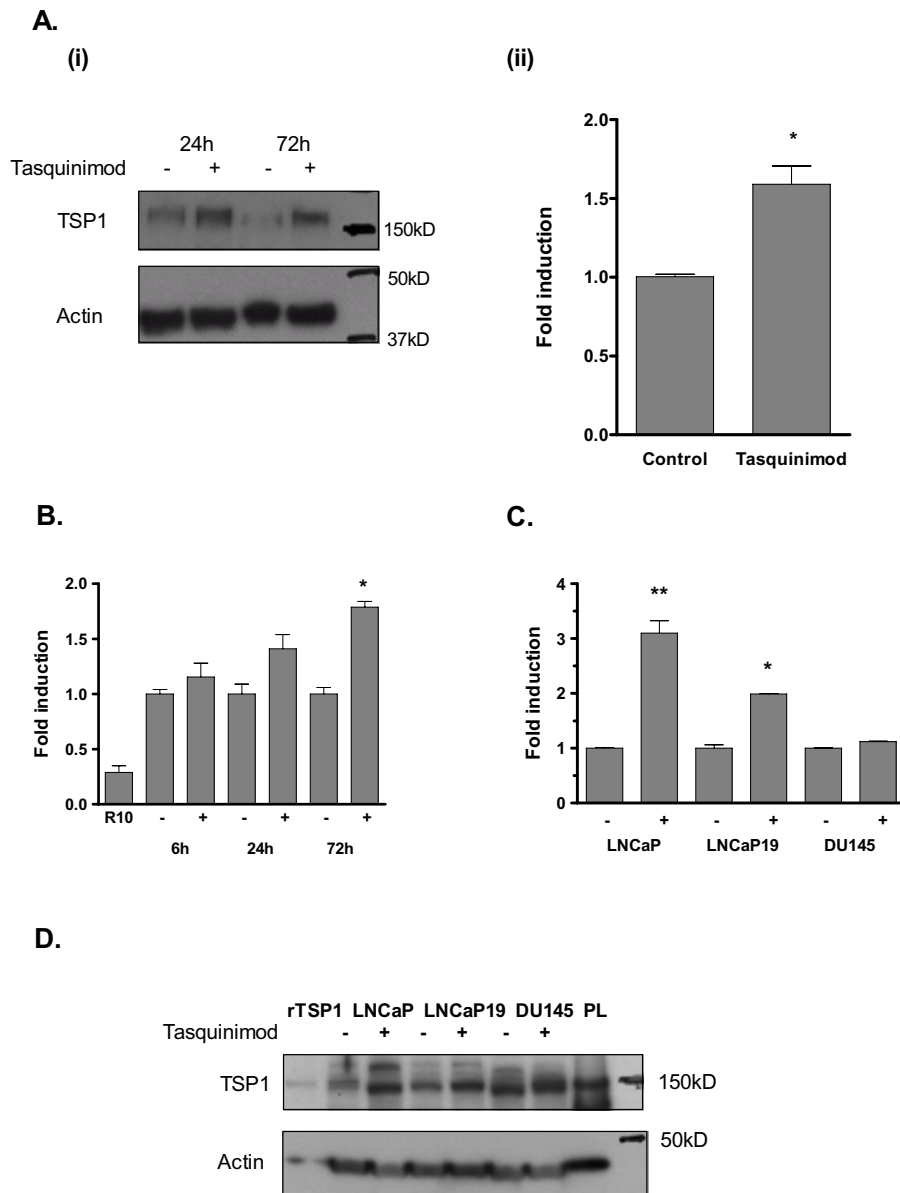 A.
(i)
(ii)
24h 72h
Tasquinimod - + - +
TSP1
150kD
50kD
Actin
37kD
2.0
1.5
1.0
0.5
0.0
Fold induction
*
Control Tasquinimod
B.
C.
2.0
1.5
1.0
0.5
0.0
Fold induction
*
R10 - + - + - +
6h 24h 72h
4
3
2
1
0
Fold induction
**
*
- + - + - +
LNCaP LNCaP19 DU145
D.
rTSP1 LNCaP LNCaP19 DU145 PL
Tasquinimod - + - + - +
TSP1
150kD
50kD
Actin